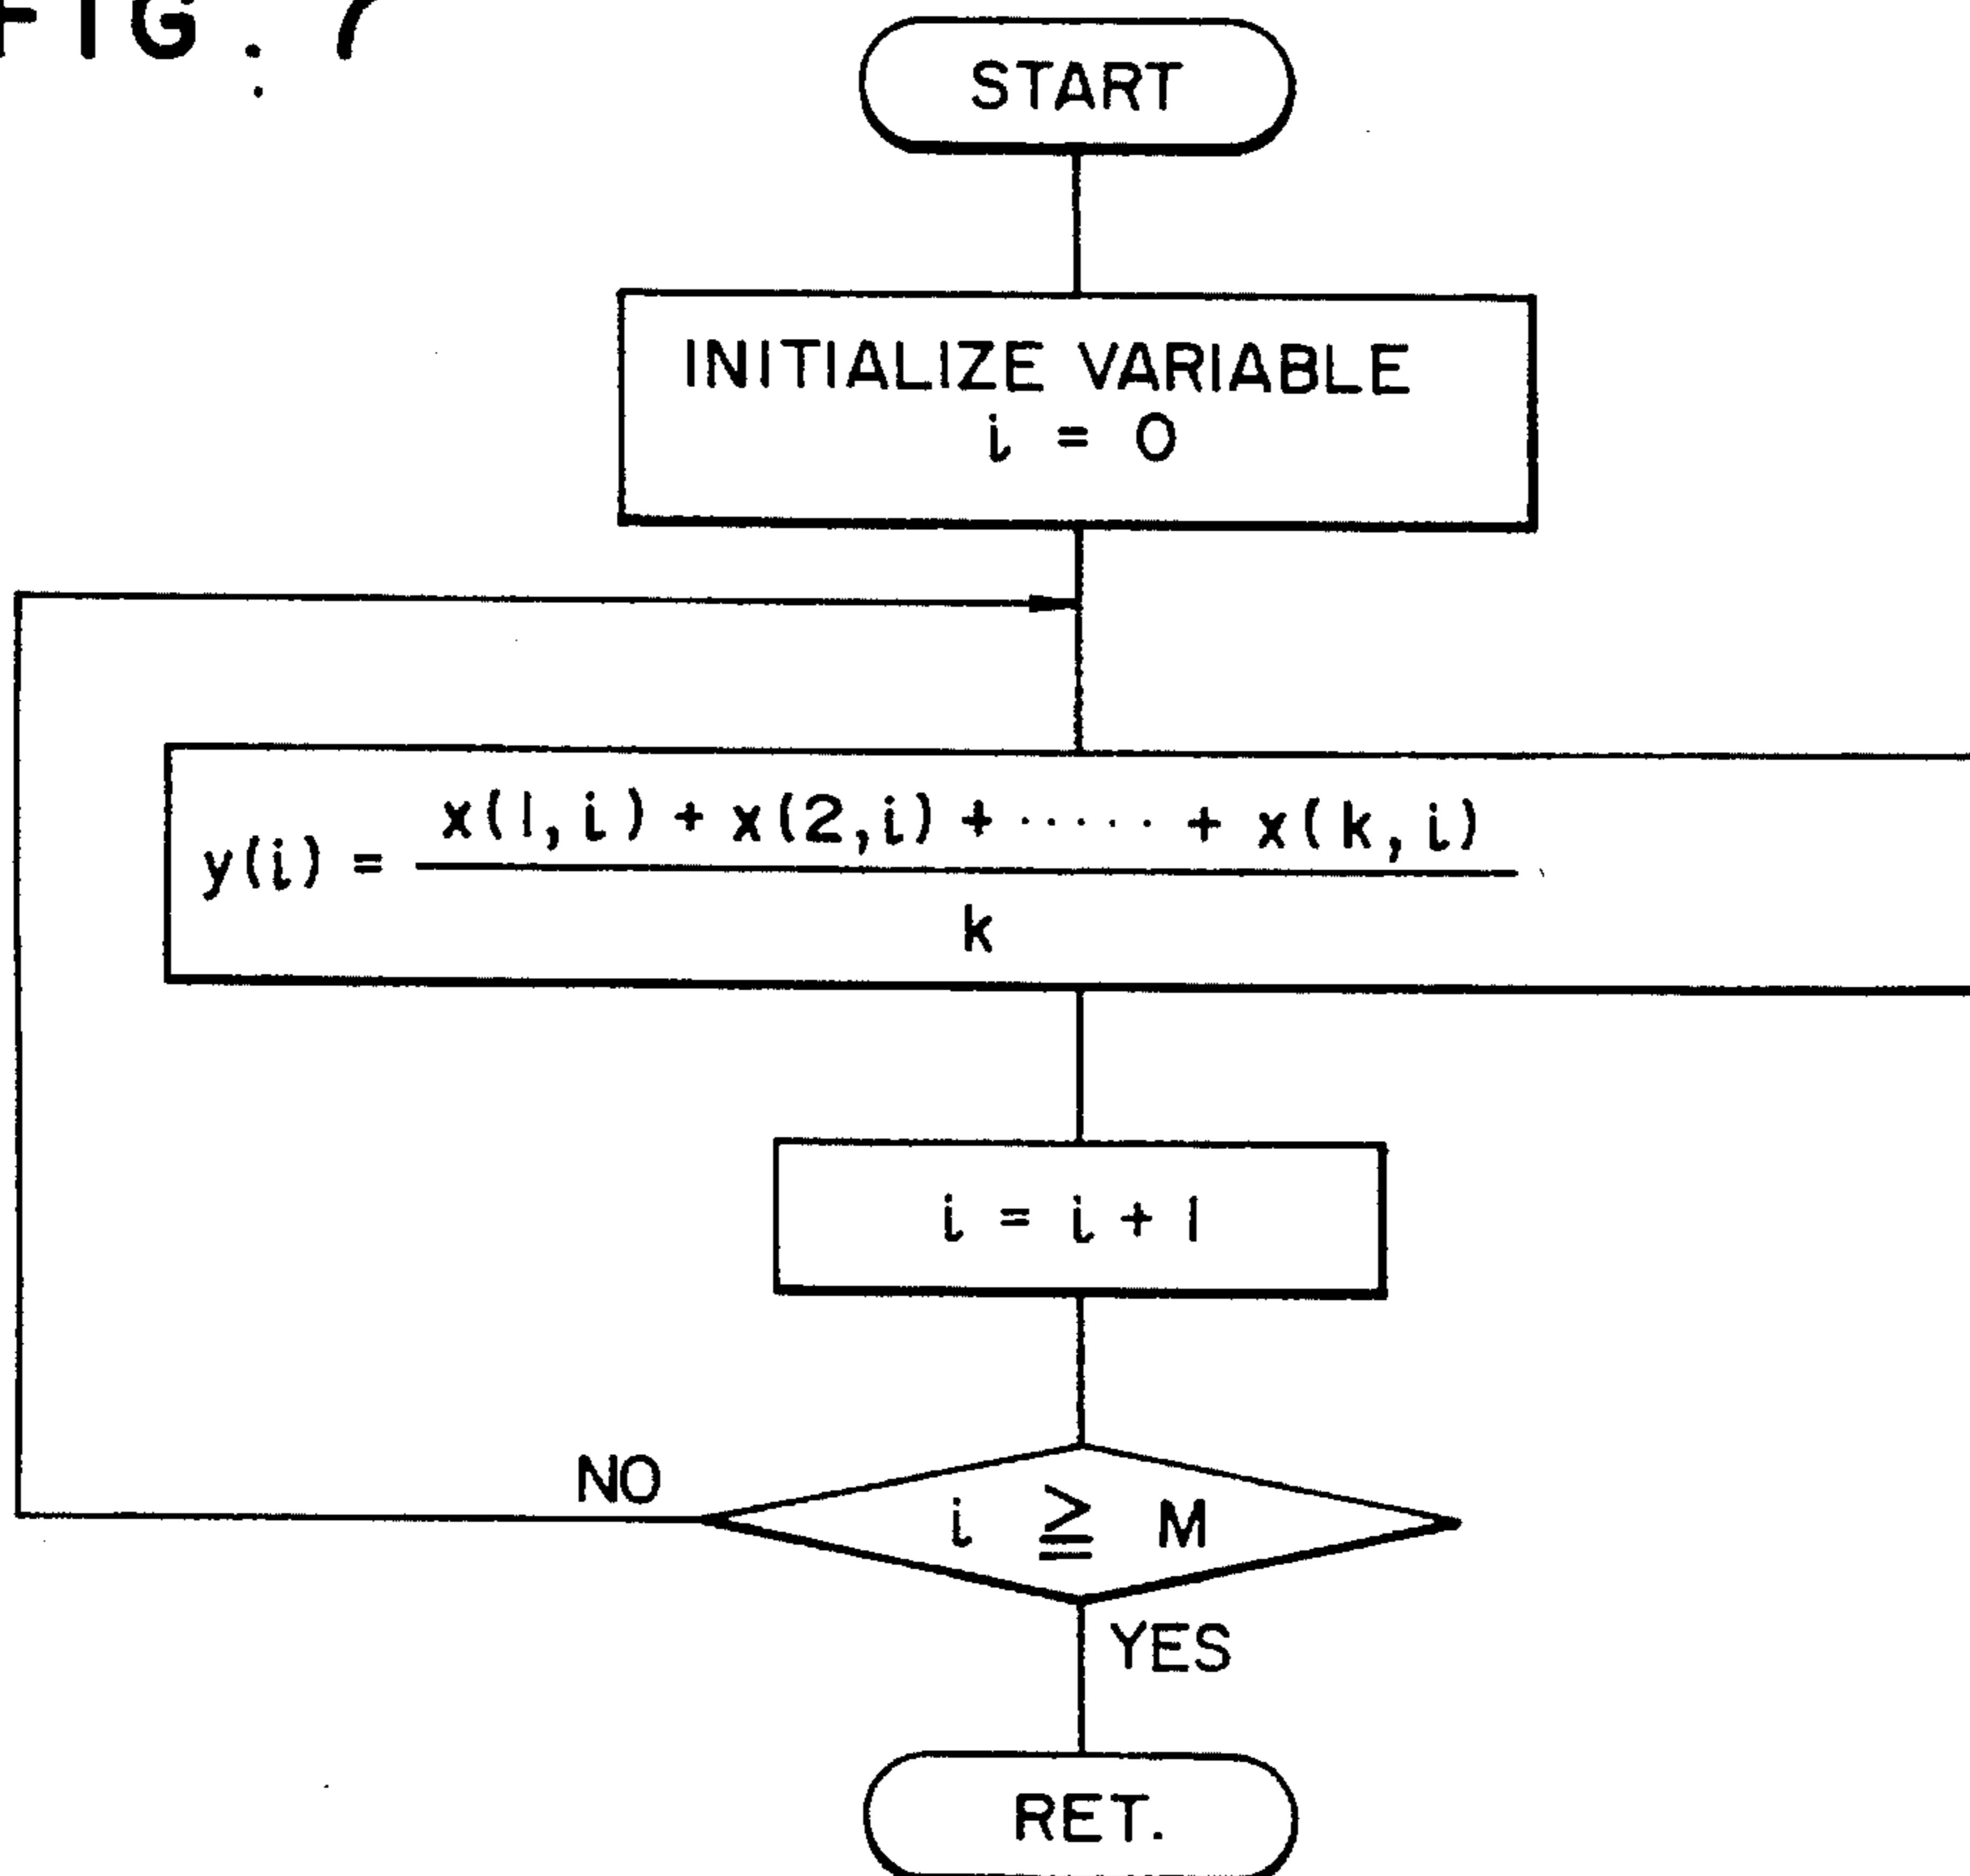 FIG. 7
START
INITIALIZE VARIABLE
i = 0
x(1,i) + x(2,i) + ····· + x(k,i)
y(i) =
k
i = i + 1
NO
i ≧ M
YES
RET.